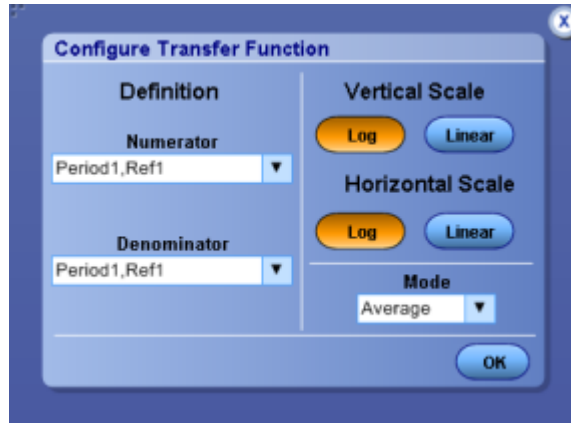 X
Configure Transfer Function
Definition
Numerator
Period1,Ref1
Denominator
Period1,Ref1
Vertical Scale
Log Linear
Horizontal Scale
Log Linear
Mode
Average
OK